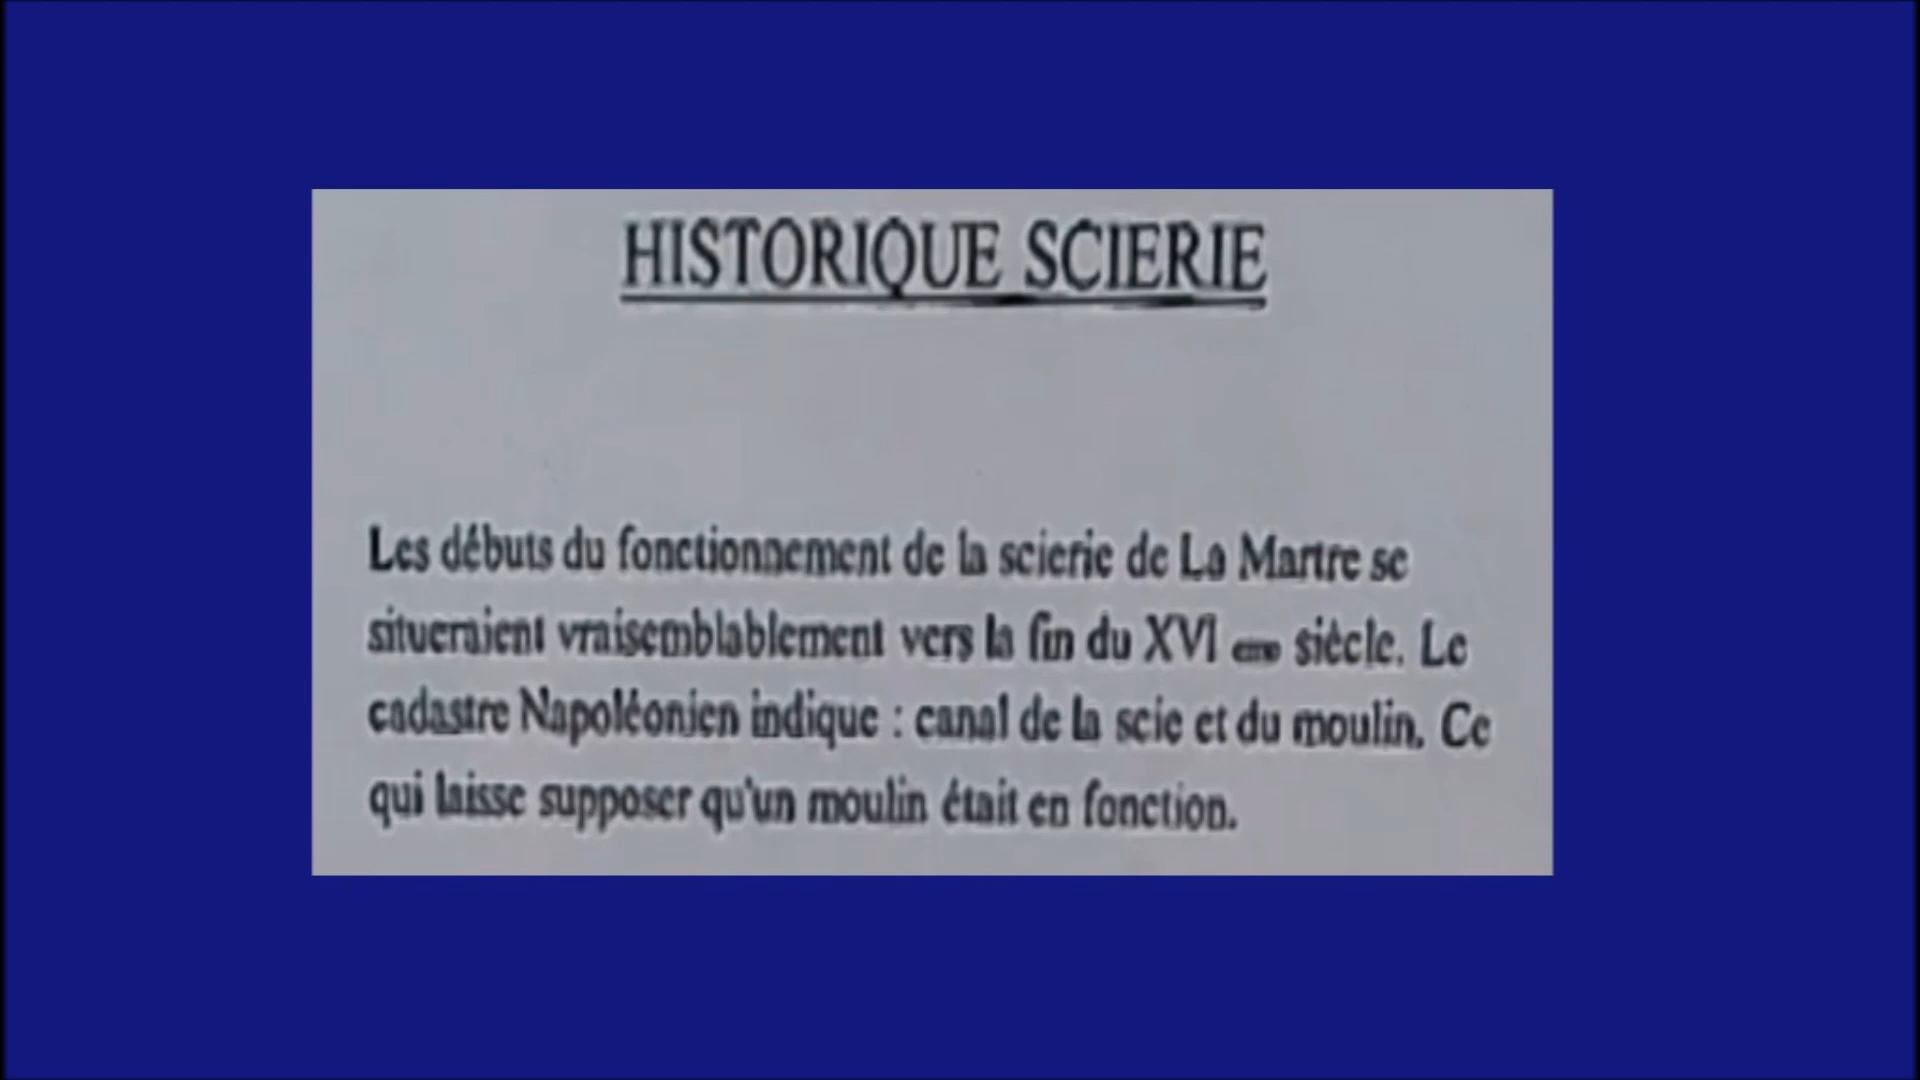 HISTORIQUE SCIERIE
Les débuts du fonctionnement de la scierie de La Martre se
situeraient vraisemblablement vers la fin du XVI eme siècle. Le
cadastre Napoléonien indique : canal de la scie et du moulin. Ce
qui laisse supposer qu'un moulin était en fonction.